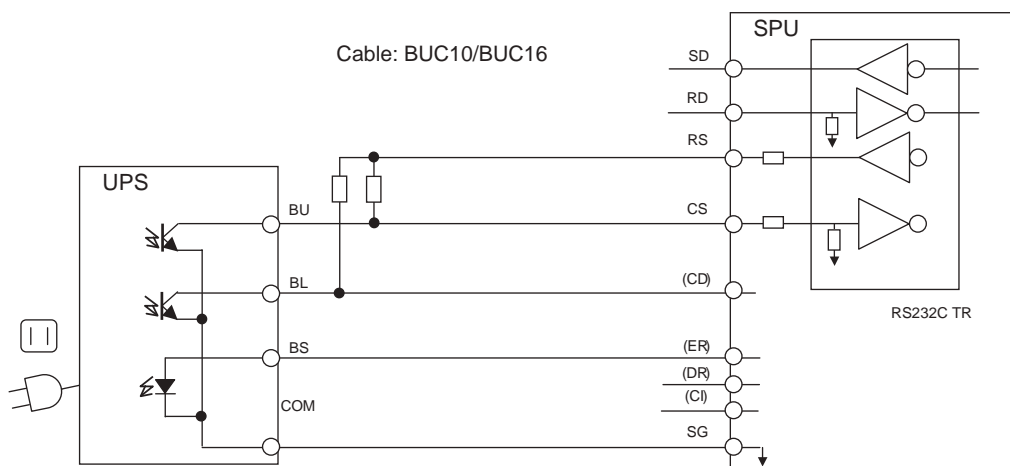 SPU
Cable: BUC10/BUC16
SD
RD
RS
UPS
BU
CS
BL
(CD)
RS232C TR
BS
(ER)
(DR)
COM
(CI)
SG